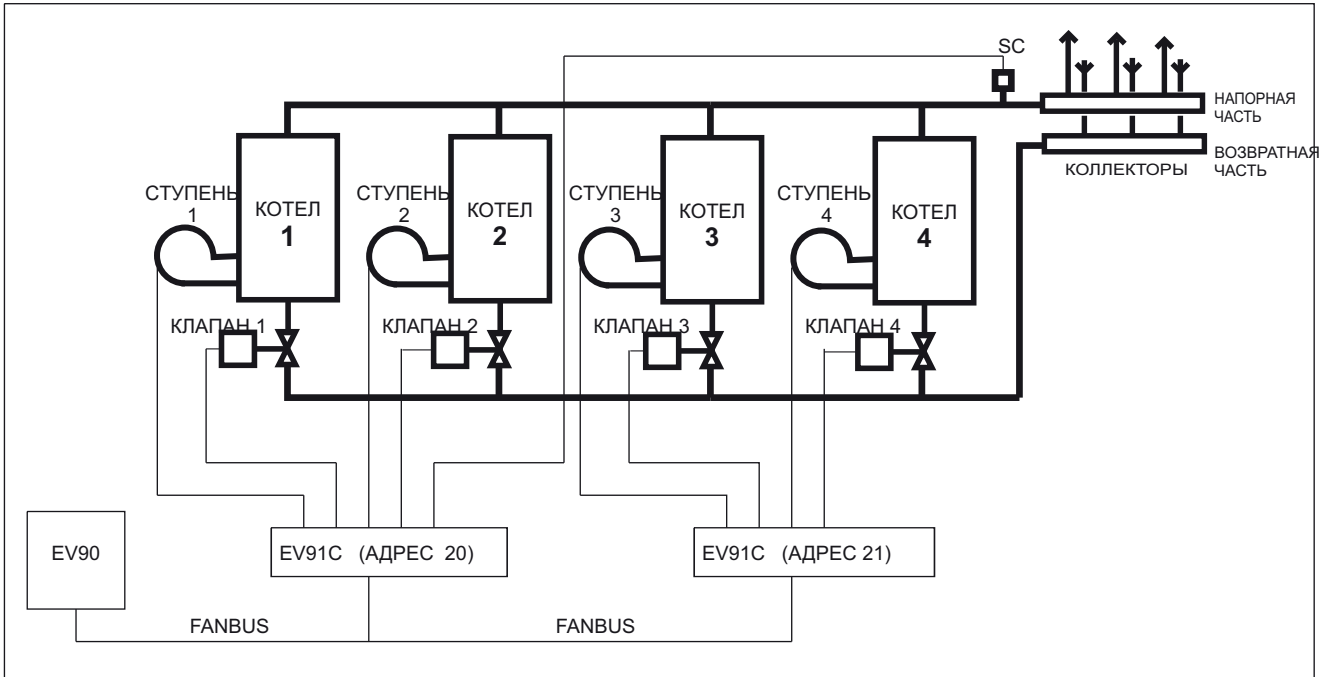 SC
НАПОРНАЯ
ЧАСТЬ
ВОЗВРАТНАЯ
ЧАСТЬ
КОЛЛЕКТОРЫ
СТУПЕНЬ
1
КОТЕЛ
1
СТУПЕНЬ
2
КОТЕЛ
2
СТУПЕНЬ
3
КОТЕЛ
3
СТУПЕНЬ
4
КОТЕЛ
4
КЛАПАН 1
КЛАПАН 2
КЛАПАН 3
КЛАПАН 4
EV90
EV91C (АДРЕС 20)
EV91C (АДРЕС 21)
FANBUS
FANBUS